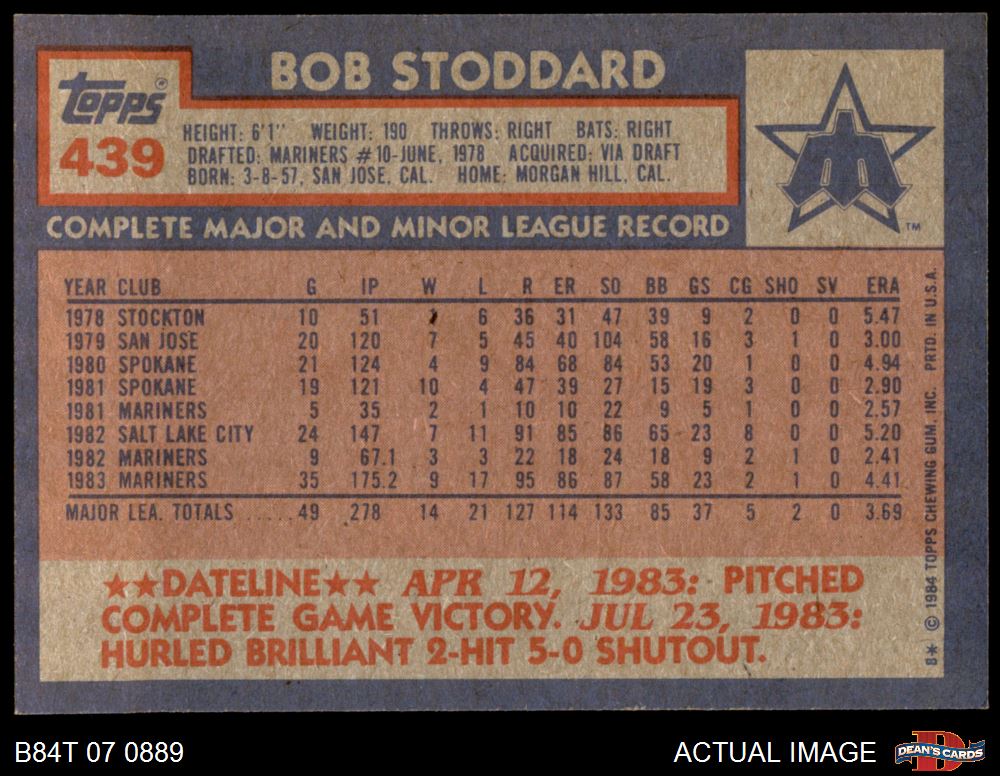 BOB STODDARD
Topps
439
HEIGHT: 6'1" WEIGHT: 190 THROWS: RIGHT BATS: RIGHT
DRAFTED: MARINERS #10-JUNE, 1978 ACQUIRED: VIA DRAFT
BORN: 3-8-57, SAN JOSE, CAL. HOME: MORGAN HILL, CAL.
TM
COMPLETE MAJOR AND MINOR LEAGUE RECORD
YEAR CLUB G IP W L R ER SO BB GS CG SHO SV ERA
1978 STOCKTON 10 51 6 36 31 47 39 9 2 0 0 5.47
1979 SAN JOSE 20 120 7 5 45 40 104 58 16 3 1 0 3.00
1980 SPOKANE 21 124 4 9 84 68 84 53 20 1 0 0 4.94
1981 SPOKANE 19 121 10 4 47 39 27 15 19 3 0 0 2.90
1981 MARINERS 5 35 2 1 10 10 22 9 5 1 0 0 2.57
1982 SALT LAKE CITY 24 147 7 11 91 85 86 65 23 8 0 0 5.20
1982 MARINERS 9 67.1 3 3 22 18 24 18 9 2 1 0 2.41
1983 MARINERS 35 175.2 9 17 95 86 87 58 23 2 1 0 4.41
MAJOR LEA. TOTALS ..... 49 278 14 21 127 114 133 85 37 5 2 0 3.69
★★DATELINE★★ APR 12, 1983: PITCHED
COMPLETE GAME VICTORY. JUL 23, 1983:
HURLED BRILLIANT 2-HIT 5-0 SHUTOUT.
B* © 1984 TOPPS CHEWING GUM, INC. PRTD. IN U.S.A.
B84T 07 0889
ACTUAL IMAGE
DEAN'S CARDS